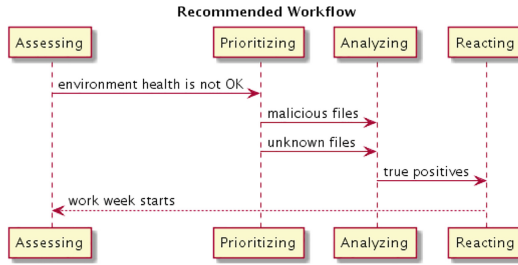 Recommended Workflow
Assessing Prioritizing Analyzing Reacting
environment health is not OK
malicious files
unknown files
true positives
work week starts
Assessing Prioritizing Analyzing Reacting